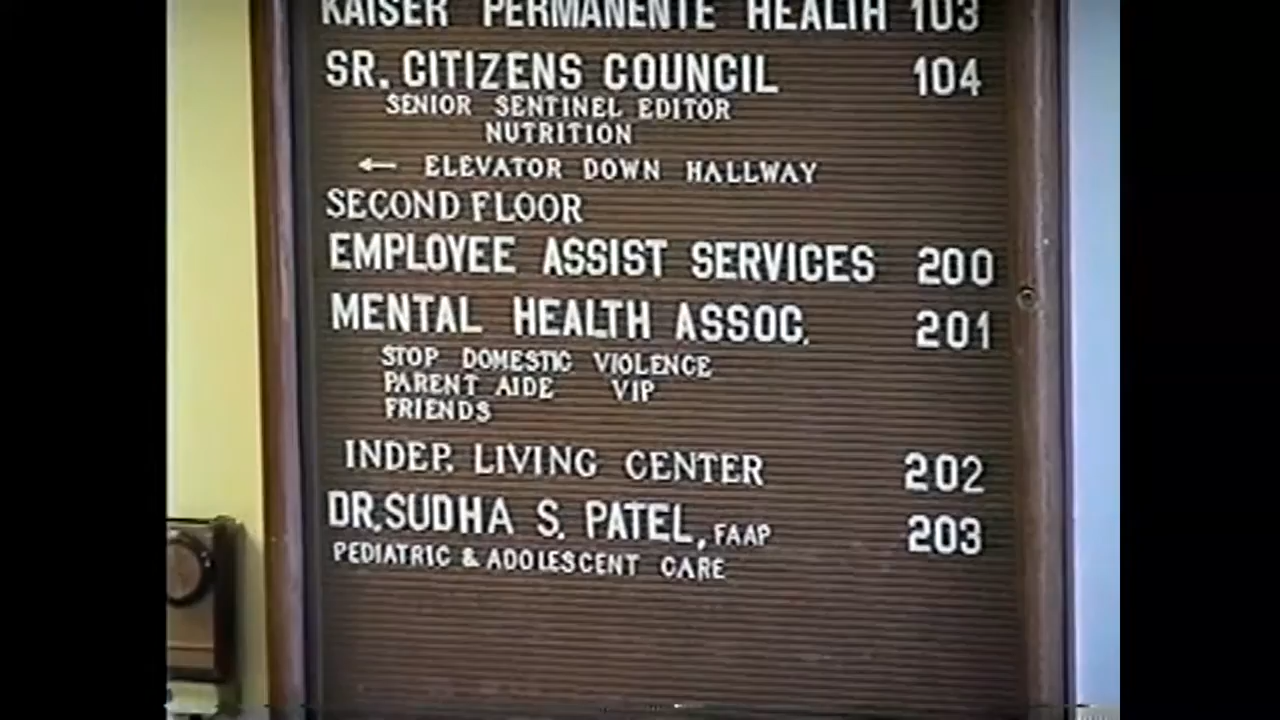 KAISER PERMANENTE HEALTH 103
SR. CITIZENS COUNCIL 104
SENIOR SENTINEL EDITOR
NUTRITION
← ELEVATOR DOWN HALLWAY
SECOND FLOOR
EMPLOYEE ASSIST SERVICES 200
MENTAL HEALTH ASSOC. 201
STOP DOMESTIC VIOLENCE
PARENT AIDE VIP
FRIENDS
INDEP. LIVING CENTER 202
DR. SUDHA S. PATEL, FAAP 203
PEDIATRIC & ADOLESCENT CARE